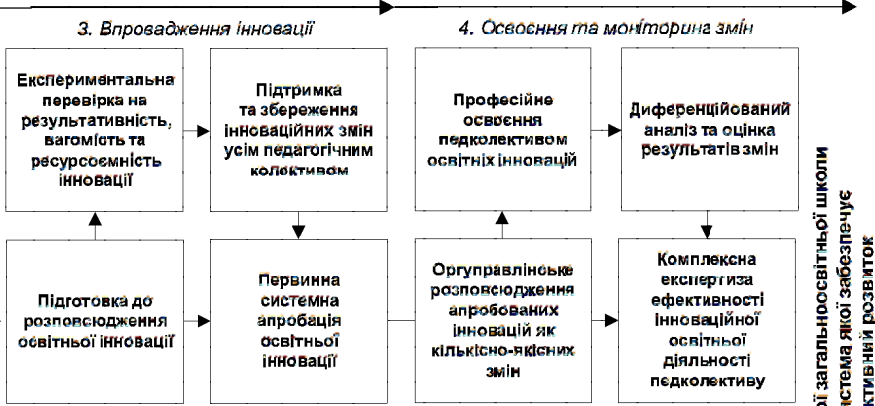 3. Впровадження інновації
4. Освоєння та моніторинг змін
Експериментальна
перевірка на
результативність,
вагомість та
ресурсоємність
інновації
Підтримка
та збереження
інноваційних змін
усім педагогічним
колективом
Професійне
освоєння
педколективом
освітніх інновацій
Диференційований
аналіз та оцінка
результатів змін
Підготовка до
розповсюдження
освітньої інновації
Первинна
системна
апробація
освітньої
інновації
Оргуправлінське
розповсюдження
апробованих
інновацій як
кількісно-якісних
змін
Комплексна
експертиза
ефективності
інноваційної
освітньої
діяльності
педколективу
загальноосвітньої школи
якої забезпечує
розвиток